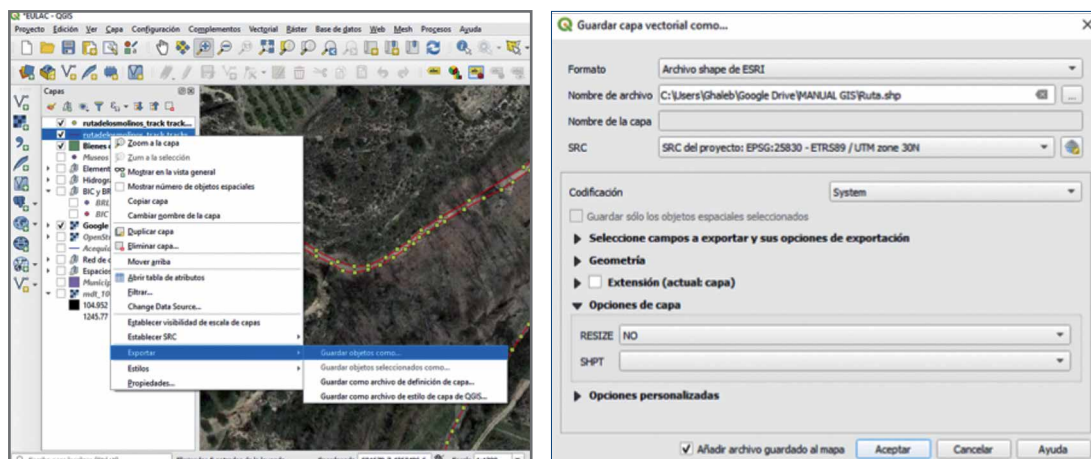 *EULAC - QGIS
Proyecto Edición Ver Capa Configuración Complementos Vectorial Ráster Base de datos Web Mesh Procesos Ayuda
Capas
rutadelosmolinos_track track...
rutadelosmolinos_track tracks
Bienes
Museos
Element
Hidrogra
BIC y BR
BRL
BIC
Google
OpenSt
Acequia
Red de c
Espacios
Municip
mdt_10
104.952
1245.77
Zoom a la capa
Zum a la selección
Mostrar en la vista general
Mostrar número de objetos espaciales
Copiar capa
Cambiar nombre de la capa
Duplicar capa
Eliminar capa...
Mover arriba
Abrir tabla de atributos
Filtrar...
Change Data Source...
Establecer visibilidad de escala de capas
Establecer SRC
Exportar
Estilos
Propiedades...
Guardar objetos como...
Guardar objetos seleccionados como...
Guardar como archivo de definición de capa...
Guardar como archivo de estilo de capa de QGIS...
Guardar capa vectorial como...
Formato Archivo shape de ESRI
Nombre de archivo C:\Users\Ghaleb\Google Drive\MANUAL GIS\Ruta.shp ...
Nombre de la capa
SRC SRC del proyecto: EPSG:25830 - ETRS89 / UTM zone 30N
Codificación System
Guardar sólo los objetos espaciales seleccionados
Seleccione campos a exportar y sus opciones de exportación
Geometría
Extensión (actual: capa)
Opciones de capa
RESIZE NO
SHPT
Opciones personalizadas
Añadir archivo guardado al mapa Aceptar Cancelar Ayuda